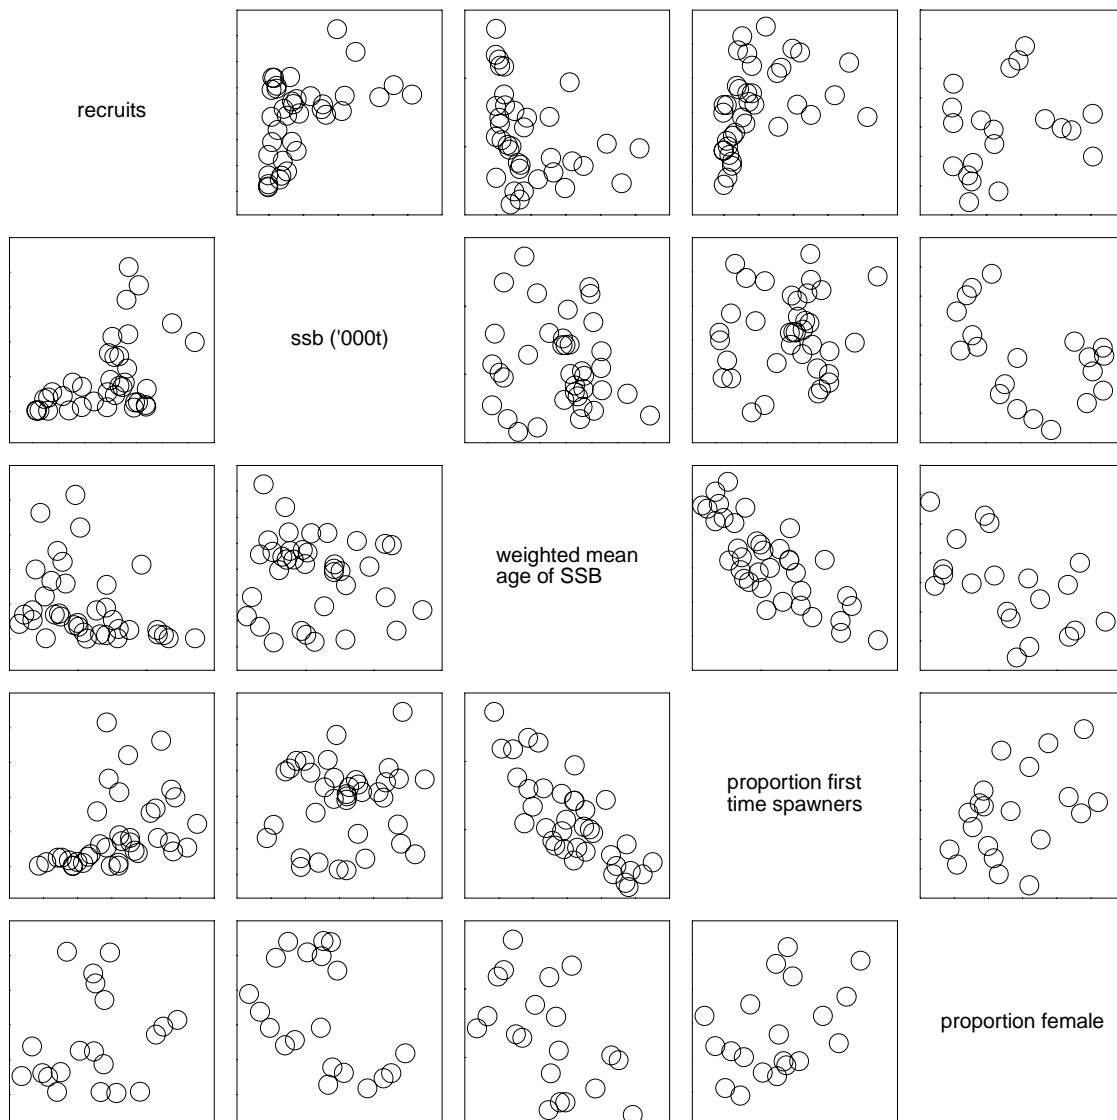 recruits
ssb ('000t)
weighted mean
age of SSB
proportion first
time spawners
proportion female